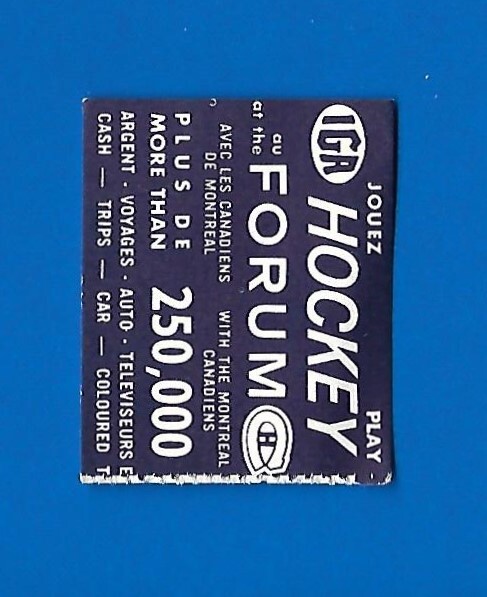 JOUEZ PLAY
IGA HOCKEY
au
at the FORUM CH
AVEC LES CANADIENS WITH THE MONTREAL
DE MONTREAL CANADIENS
PLUS DE
MORE THAN 250,000
ARGENT - VOYAGES - AUTO - TELEVISEURS E
CASH — TRIPS — CAR — COLOURED T